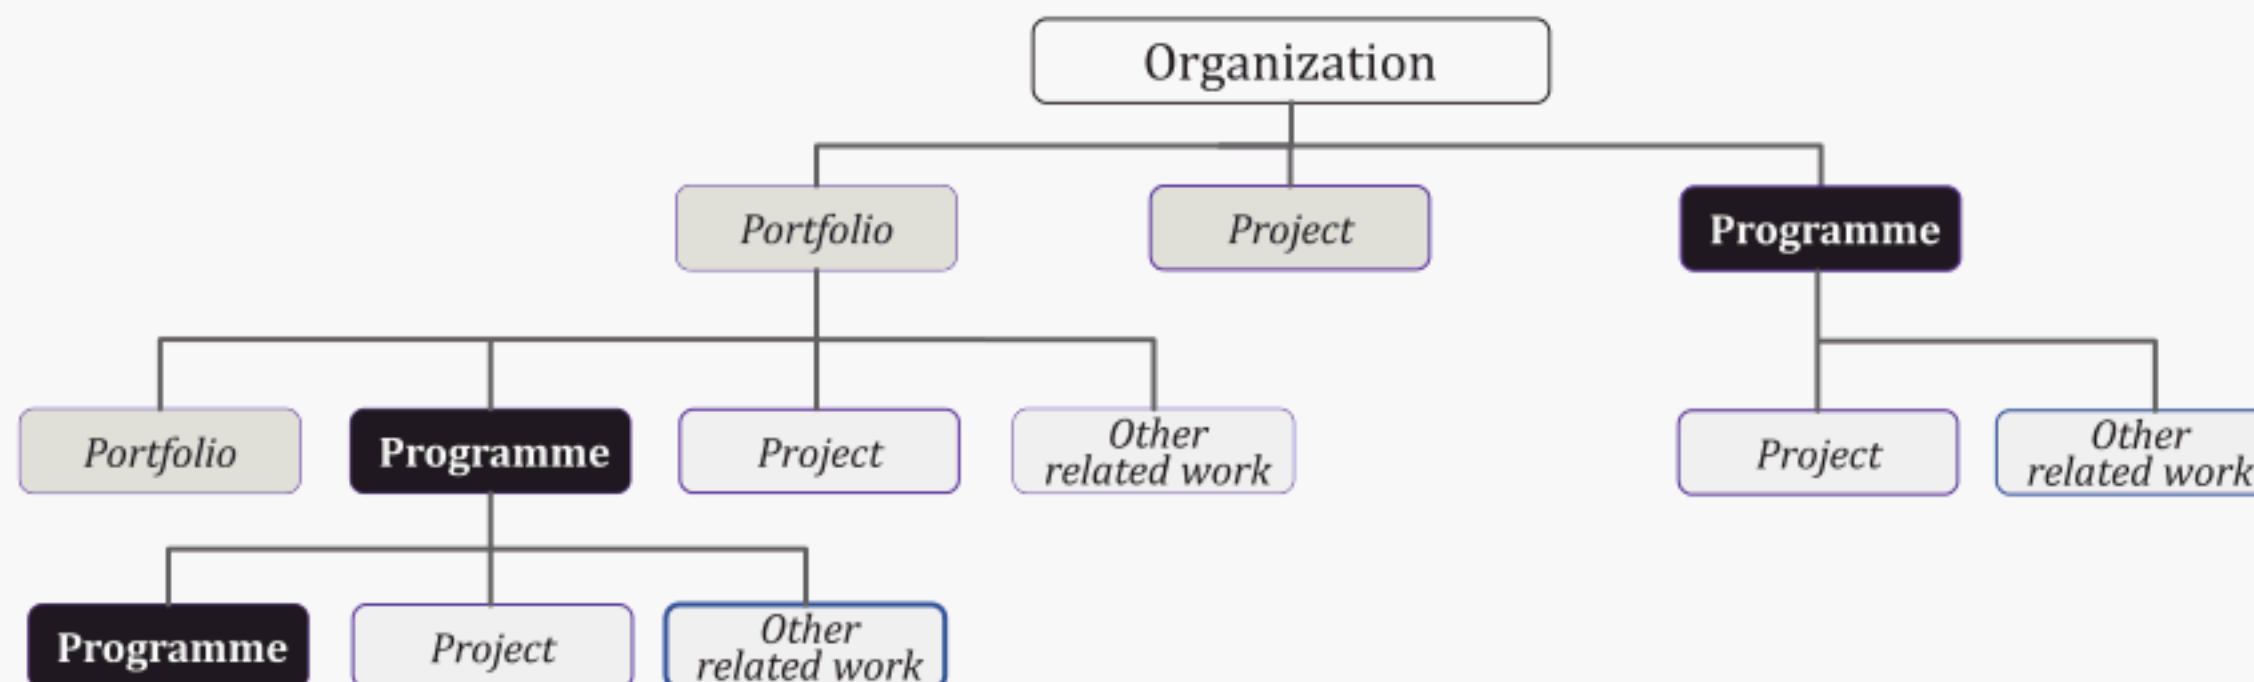 Organization
Portfolio
Project
Programme
Portfolio
Programme
Project
Other
related work
Project
Other
related work
Programme
Project
Other
related work